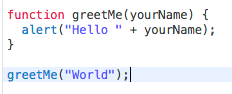 function greetMe(yourName) {
  alert("Hello " + yourName);
}

greetMe("World");